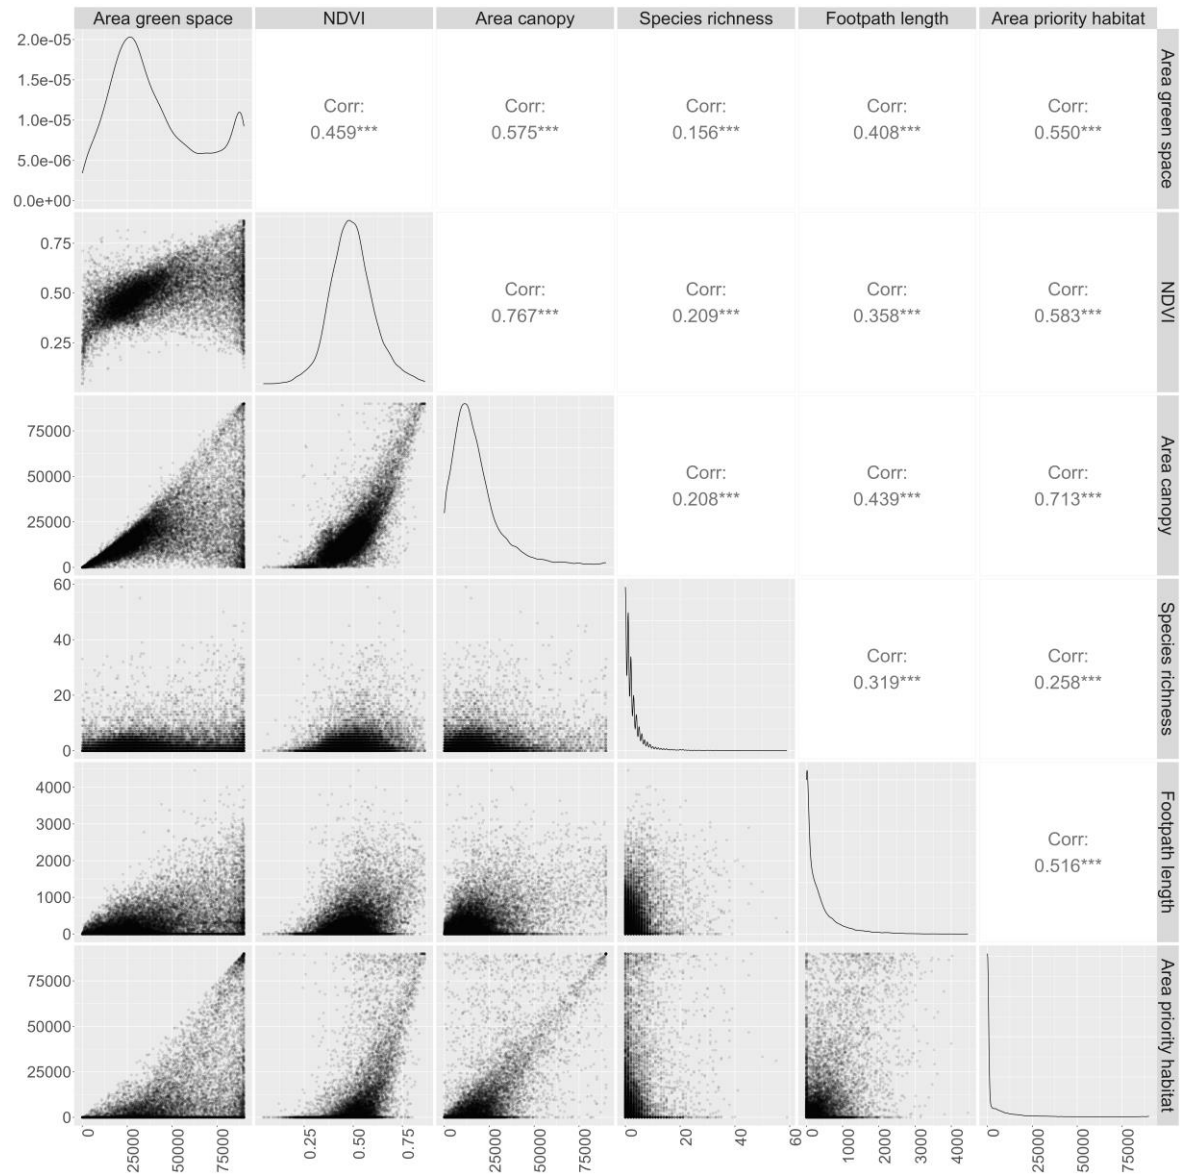 Area green space NDVI Area canopy Species richness Footpath length Area priority habitat
2.0e-05
1.5e-05
1.0e-05
5.0e-06
0.0e+00
Corr:
0.459***
Corr:
0.575***
Corr:
0.156***
Corr:
0.408***
Corr:
0.550***
Area green space
0.75
0.50
0.25
Corr:
0.767***
Corr:
0.209***
Corr:
0.358***
Corr:
0.583***
NDVI
75000
50000
25000
0
Corr:
0.208***
Corr:
0.439***
Corr:
0.713***
Area canopy
60
40
20
0
Corr:
0.319***
Corr:
0.258***
Species richness
4000
3000
2000
1000
0
Corr:
0.516***
Footpath length
75000
50000
25000
0
Area priority habitat
0 25000 50000 75000
0.25 0.50 0.75
0 25000 50000 75000
0 20 40 60
0 1000 2000 3000 4000
0 25000 50000 75000